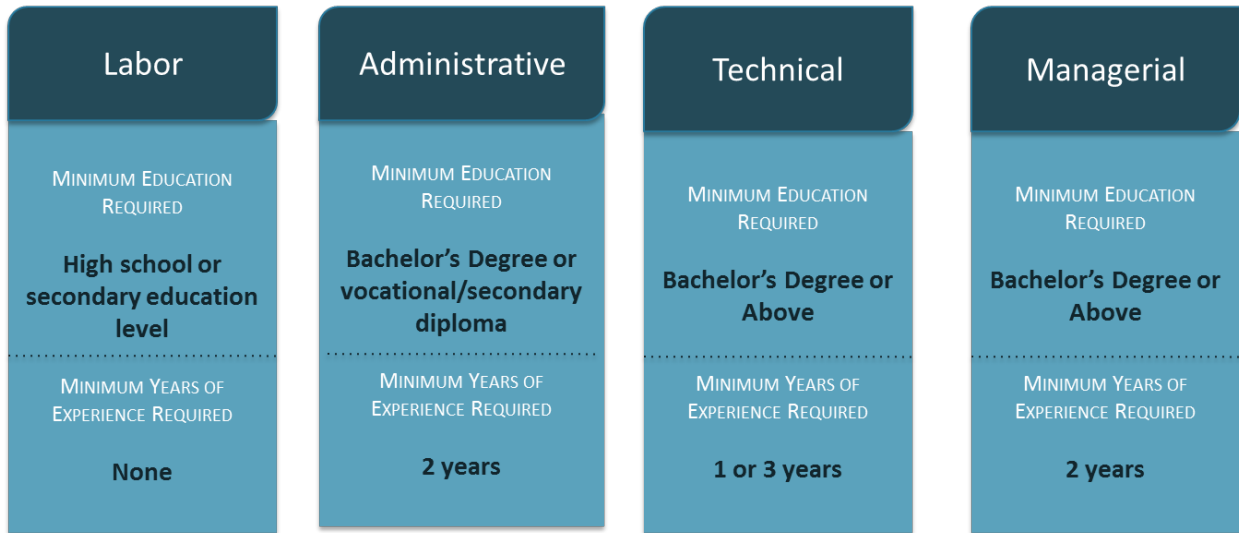 Labor
MINIMUM EDUCATION
REQUIRED
High school or
secondary education
level
MINIMUM YEARS OF
EXPERIENCE REQUIRED
None
Administrative
MINIMUM EDUCATION
REQUIRED
Bachelor’s Degree or
vocational/secondary
diploma
MINIMUM YEARS OF
EXPERIENCE REQUIRED
2 years
Technical
MINIMUM EDUCATION
REQUIRED
Bachelor’s Degree or
Above
MINIMUM YEARS OF
EXPERIENCE REQUIRED
1 or 3 years
Managerial
MINIMUM EDUCATION
REQUIRED
Bachelor’s Degree or
Above
MINIMUM YEARS OF
EXPERIENCE REQUIRED
2 years